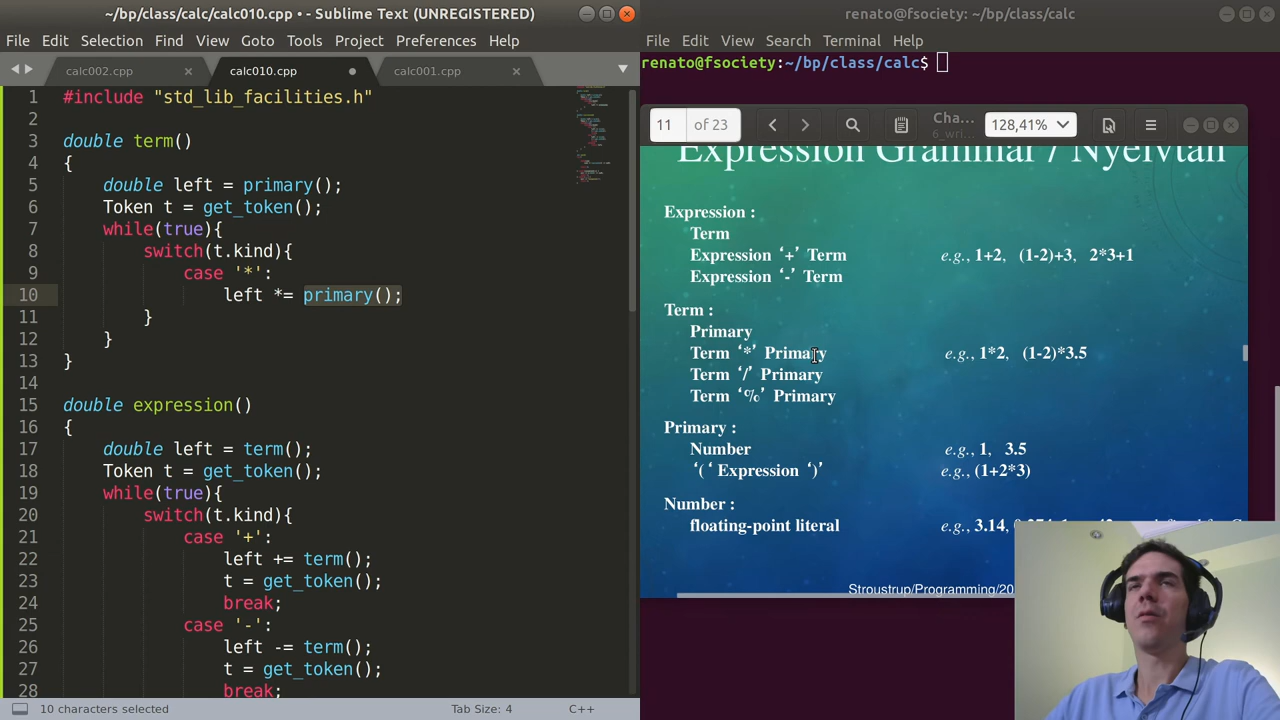 ~/bp/class/calc/calc010.cpp • - Sublime Text (UNREGISTERED)
File Edit Selection Find View Goto Tools Project Preferences Help
calc002.cpp × calc010.cpp calc001.cpp ×
1 #include "std_lib_facilities.h"
2
3 double term()
4 {
5 double left = primary();
6 Token t = get_token();
7 while(true){
8 switch(t.kind){
9 case '*':
10 left *= primary();
11 }
12 }
13 }
14
15 double expression()
16 {
17 double left = term();
18 Token t = get_token();
19 while(true){
20 switch(t.kind){
21 case '+':
22 left += term();
23 t = get_token();
24 break;
25 case '-':
26 left -= term();
27 t = get_token();
28 break;
10 characters selected Tab Size: 4 C++
renato@fsociety: ~/bp/class/calc
File Edit View Search Terminal Help
renato@fsociety:~/bp/class/calc$
11 of 23 Cha… 6_wri… 128,41%
Expression Grammar / Nyelvtan
Expression :
Term
Expression ‘+’ Term e.g., 1+2, (1-2)+3, 2*3+1
Expression ‘-’ Term
Term :
Primary
Term ‘*’ Primary e.g., 1*2, (1-2)*3.5
Term ‘/’ Primary
Term ‘%’ Primary
Primary :
Number e.g., 1, 3.5
‘(‘ Expression ‘)’ e.g., (1+2*3)
Number :
floating-point literal e.g., 3.14,
Stroustrup/Programming/20